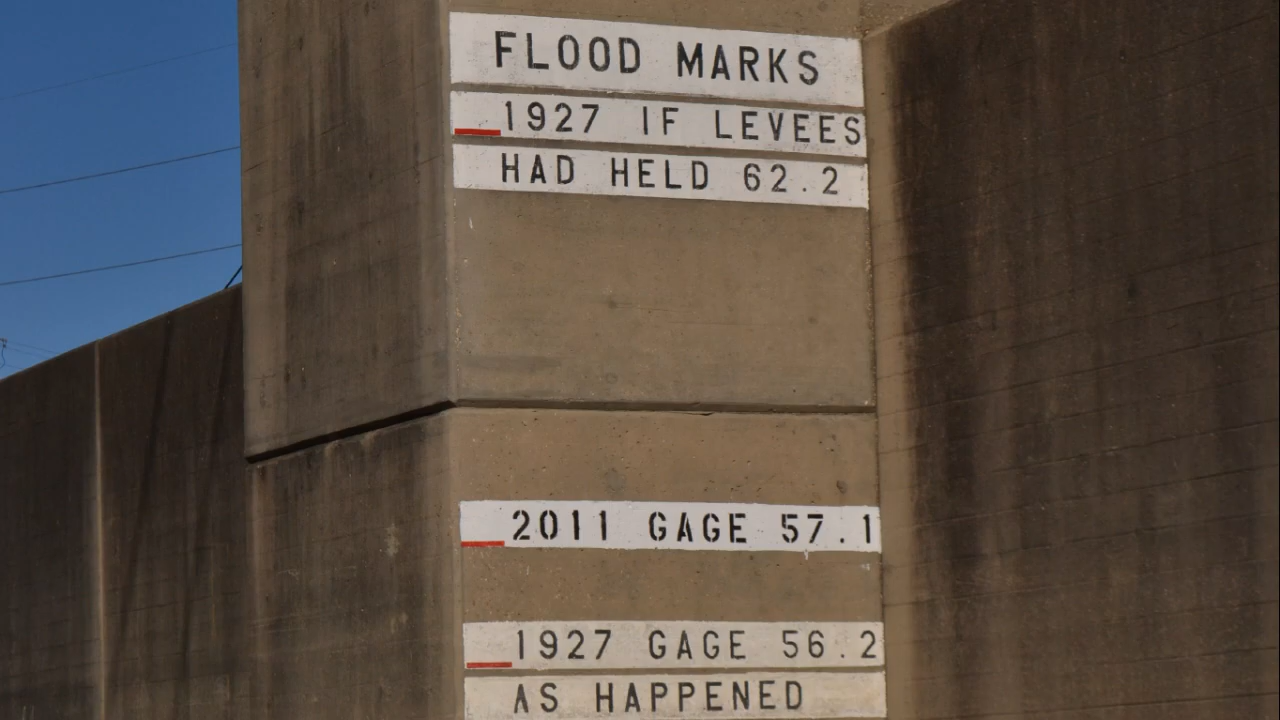 FLOOD MARKS
1927 IF LEVEES
HAD HELD 62.2
2011 GAGE 57.1
1927 GAGE 56.2
AS HAPPENED